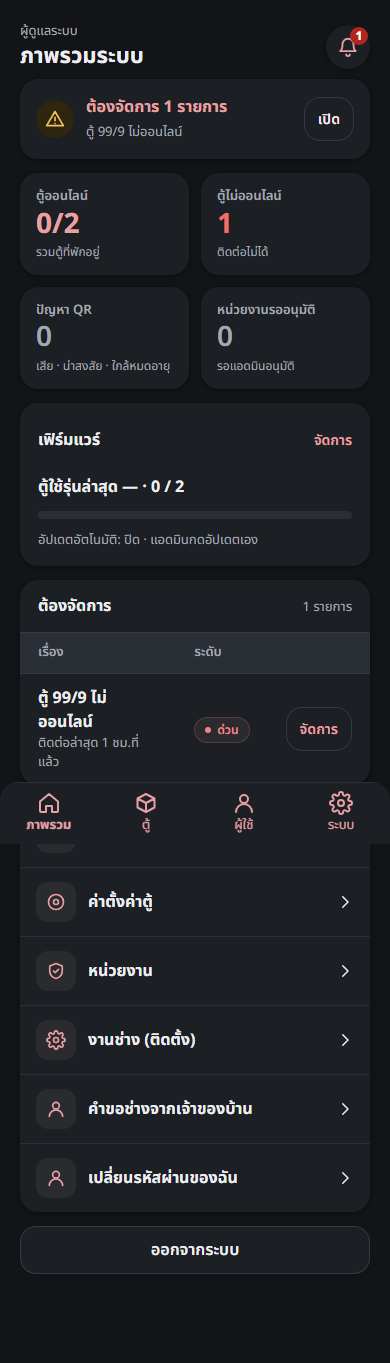 ผู้ดูแลระบบ
ภาพรวมระบบ
1
ต้องจัดการ 1 รายการ
ตู้ 99/9 ไม่ออนไลน์
เปิด
ตู้ออนไลน์
0/2
รวมตู้ที่พักอยู่
ตู้ไม่ออนไลน์
1
ติดต่อไม่ได้
ปัญหา QR
0
เสีย · น่าสงสัย · ใกล้หมดอายุ
หน่วยงานรออนุมัติ
0
รอแอดมินอนุมัติ
เฟิร์มแวร์
จัดการ
ตู้ใช้รุ่นล่าสุด — · 0 / 2
อัปเดตอัตโนมัติ: ปิด · แอดมินกดอัปเดตเอง
ต้องจัดการ
1 รายการ
เรื่อง
ระดับ
ตู้ 99/9 ไม่
ออนไลน์
ติดต่อล่าสุด 1 ชม.ที่
แล้ว
ด่วน
จัดการ
ภาพรวม
ตู้
ผู้ใช้
ระบบ
ค่าตั้งค่าตู้
หน่วยงาน
งานช่าง (ติดตั้ง)
คำขอช่างจากเจ้าของบ้าน
เปลี่ยนรหัสผ่านของฉัน
ออกจากระบบ